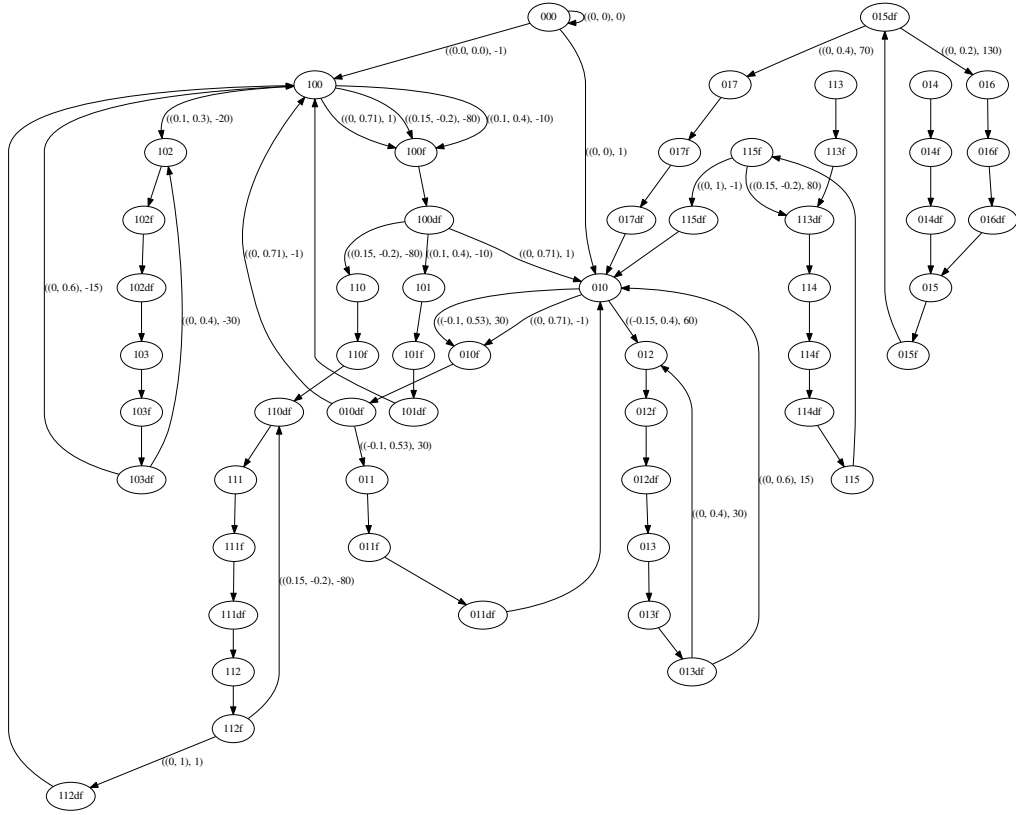 000
((0, 0), 0)
015df
((0.0, 0.0), -1)
((0, 0.4), 70)
((0, 0.2), 130)
100
017
113
014
016
((0.1, 0.3), -20)
((0, 0.71), 1)
((0.15, -0.2), -80)
((0.1, 0.4), -10)
102
100f
((0, 0), 1)
017f
115f
113f
014f
016f
((0, 1), -1)
((0.15, -0.2), 80)
102f
100df
017df
115df
113df
014df
016df
((0, 0.71), -1)
((0.15, -0.2), -80)
((0.1, 0.4), -10)
((0, 0.71), 1)
102df
110
101
010
114
015
((0, 0.6), -15)
((0, 0.4), -30)
((-0.1, 0.53), 30)
((0, 0.71), -1)
((-0.15, 0.4), 60)
103
110f
101f
010f
012
114f
015f
103f
110df
010df
101df
012f
114df
((-0.1, 0.53), 30)
103df
111
011
012df
115
((0, 0.6), 15)
((0, 0.4), 30)
111f
011f
013
((0.15, -0.2), -80)
111df
011df
013f
112
013df
112f
((0, 1), 1)
112df